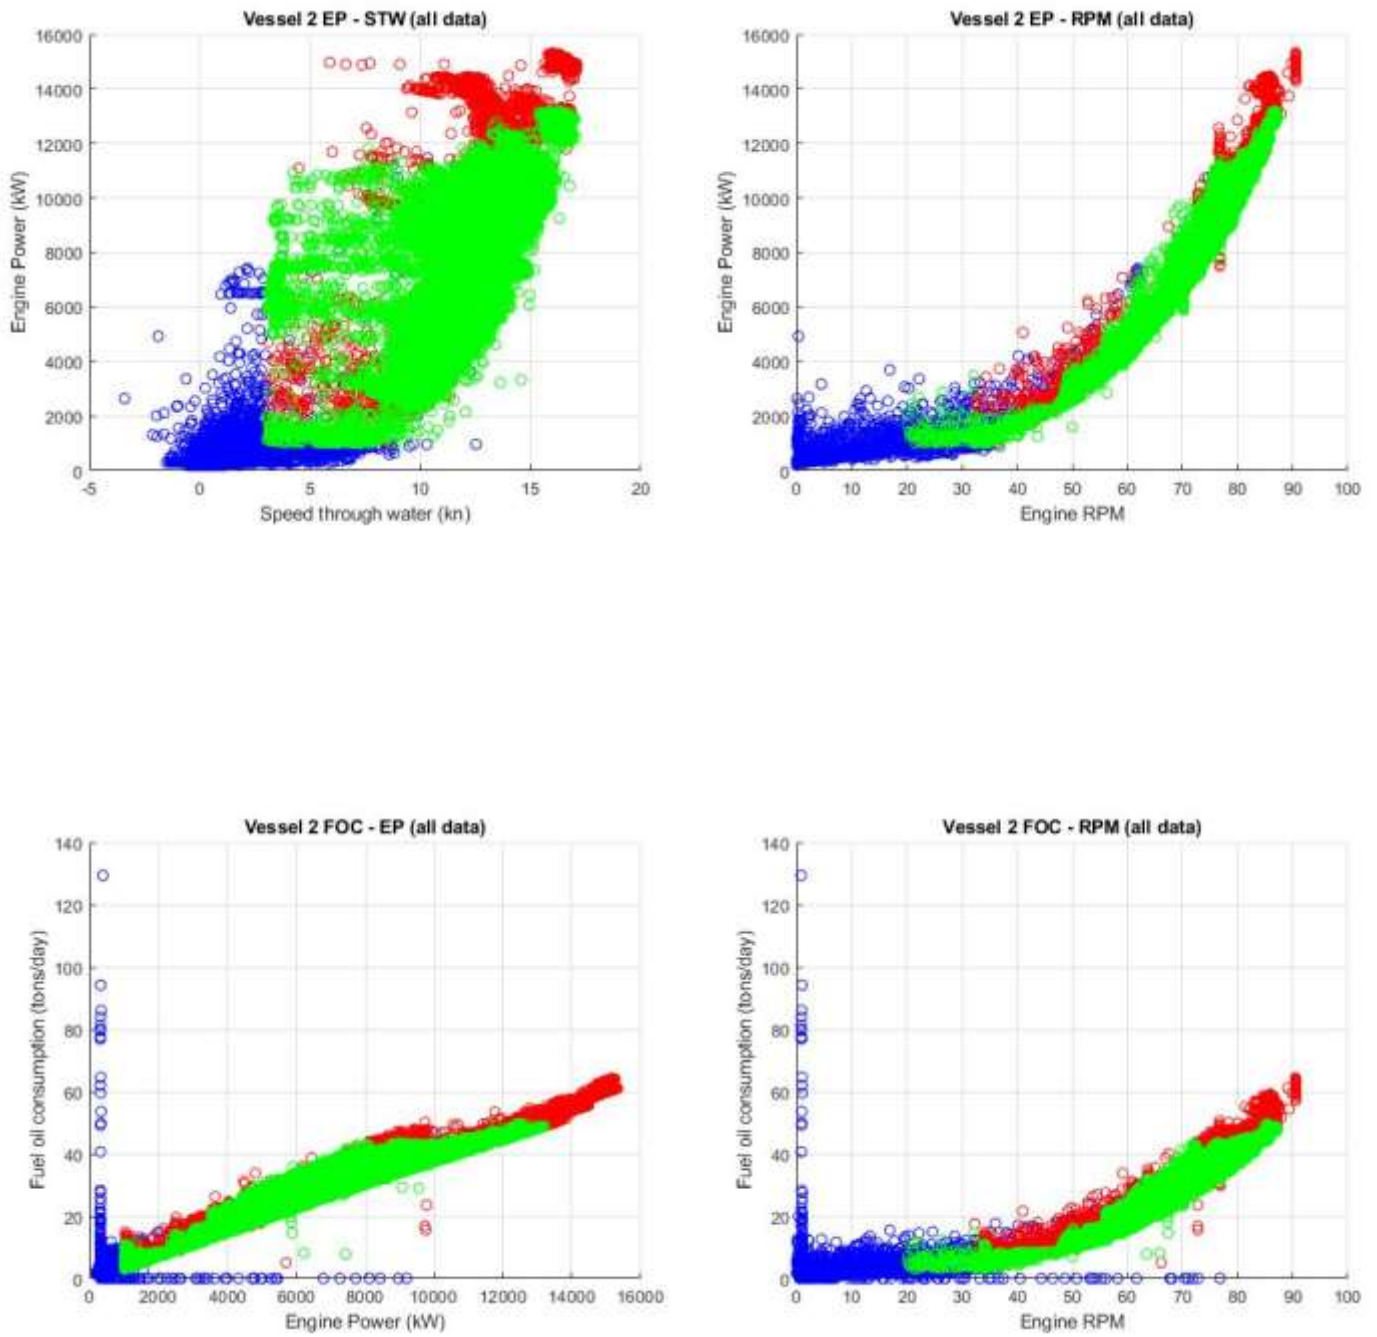 Vessel 2 EP - STW (all data)
16000
14000
12000
10000
8000
6000
4000
2000
0
-5 0 5 10 15 20
Engine Power (kW)
Speed through water (kn)
Vessel 2 EP - RPM (all data)
16000
14000
12000
10000
8000
6000
4000
2000
0
0 10 20 30 40 50 60 70 80 90 100
Engine Power (kW)
Engine RPM
Vessel 2 FOC - EP (all data)
140
120
100
80
60
40
20
0
0 2000 4000 6000 8000 10000 12000 14000 16000
Fuel oil consumption (tons/day)
Engine Power (kW)
Vessel 2 FOC - RPM (all data)
140
120
100
80
60
40
20
0
0 10 20 30 40 50 60 70 80 90 100
Fuel oil consumption (tons/day)
Engine RPM